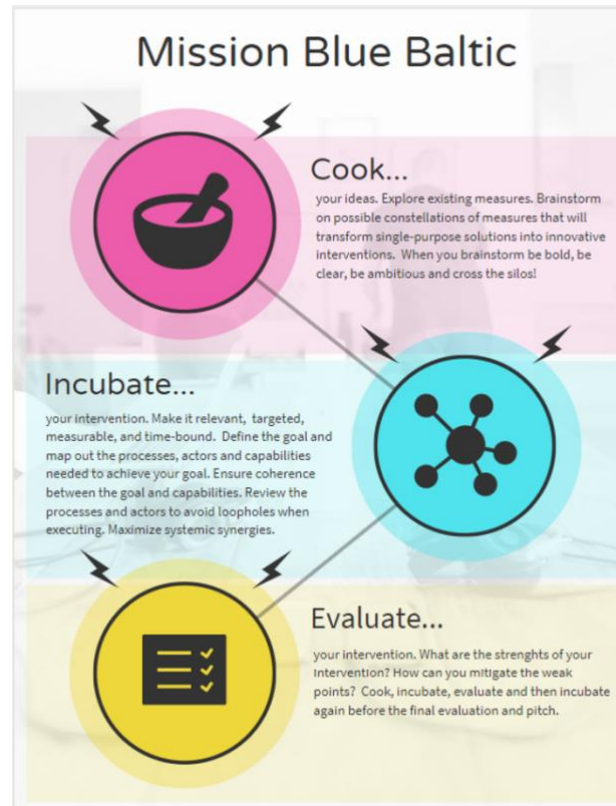 Mission Blue Baltic
Cook...
your ideas. Explore existing measures. Brainstorm
on possible constellations of measures that will
transform single-purpose solutions into innovative
interventions. When you brainstorm be bold, be
clear, be ambitious and cross the silos!
Incubate...
your intervention. Make it relevant, targeted,
measurable, and time-bound. Define the goal and
map out the processes, actors and capabilities
needed to achieve your goal. Ensure coherence
between the goal and capabilities. Review the
processes and actors to avoid loopholes when
executing. Maximize systemic synergies.
Evaluate...
your intervention. What are the strenghts of your
Intervention? How can you mitigate the weak
points? Cook, incubate, evaluate and then incubate
again before the final evaluation and pitch.